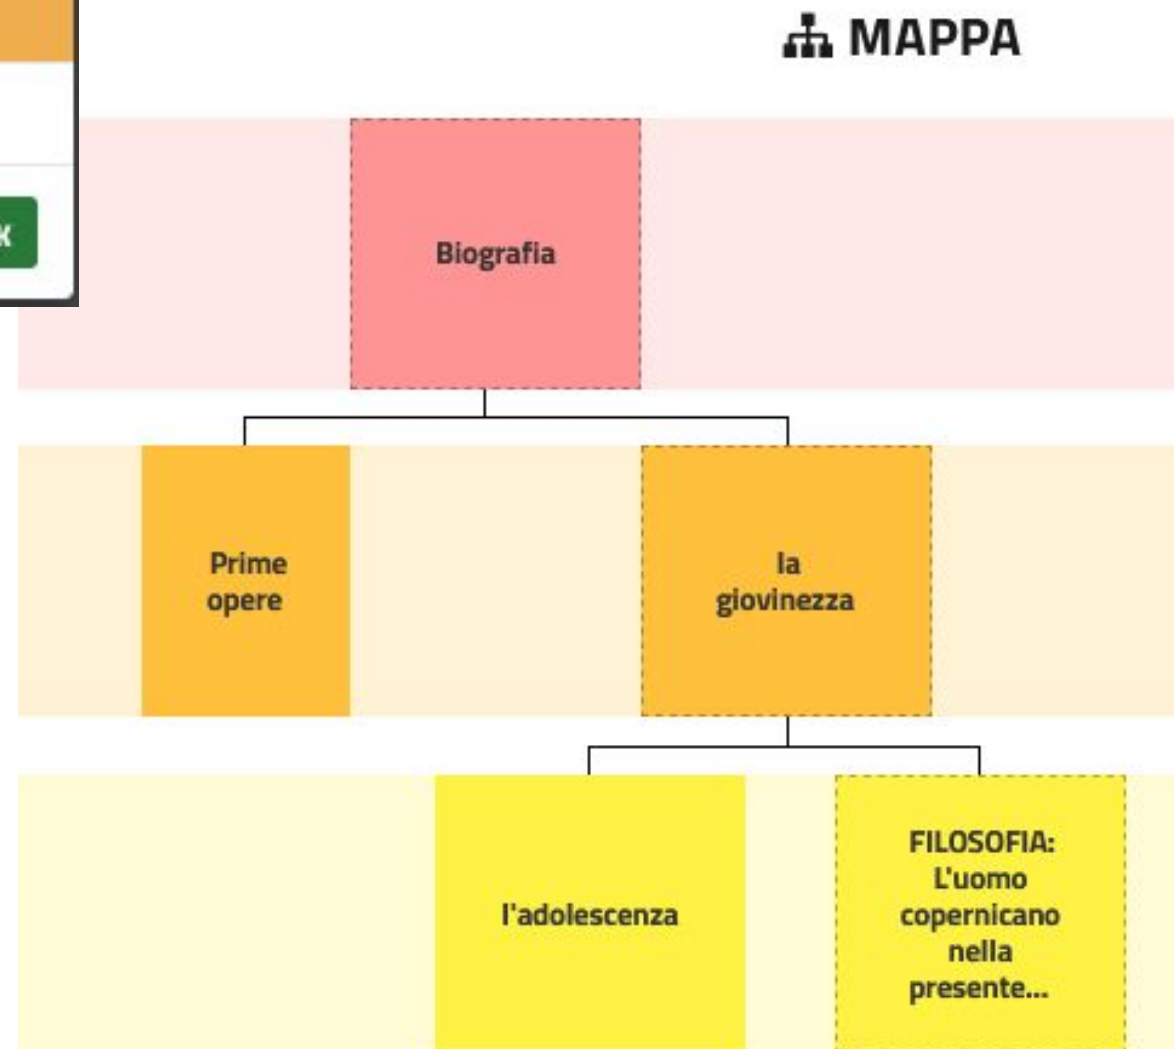 MAPPA
Biografia
Prime
opere
la
giovinezza
l'adolescenza
FILOSOFIA:
L'uomo
copernicano
nella
presente...